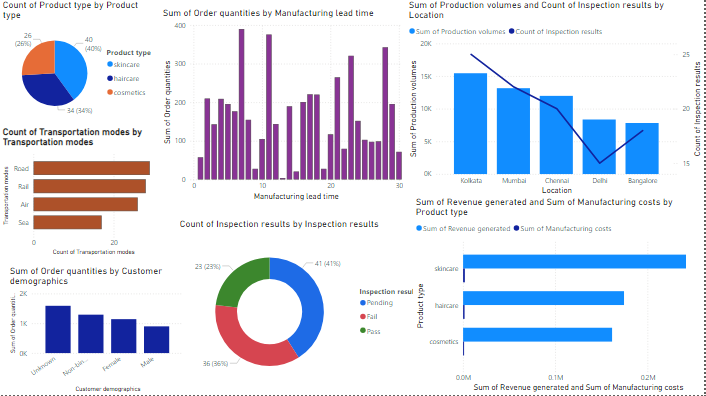 Count of Product type by Product
type
26
(26%)
40
(40%)
34 (34%)
Product type
skincare
haircare
cosmetics
Sum of Order quantities by Manufacturing lead time
Sum of Order quantities
400
300
200
100
0
0
10
20
30
Manufacturing lead time
Sum of Production volumes and Count of Inspection results by
Location
Sum of Production volumes
Count of Inspection results
Sum of Production volumes
20K
15K
10K
5K
0K
25
20
15
Count of Inspection results
Kolkata
Mumbai
Chennai
Delhi
Bangalore
Location
Count of Transportation modes by
Transportation modes
Transportation modes
Road
Rail
Air
Sea
0
20
Count of Transportation modes
Count of Inspection results by Inspection results
23 (23%)
41 (41%)
36 (36%)
Inspection resul
Pending
Fail
Pass
Sum of Revenue generated and Sum of Manufacturing costs by
Product type
Sum of Revenue generated
Sum of Manufacturing costs
Product type
skincare
haircare
cosmetics
0.0M
0.1M
0.2M
Sum of Revenue generated and Sum of Manufacturing costs
Sum of Order quantities by Customer
demographics
Sum of Order quantiti...
2K
1K
0K
Unknown
Non-bin...
Female
Male
Customer demographics